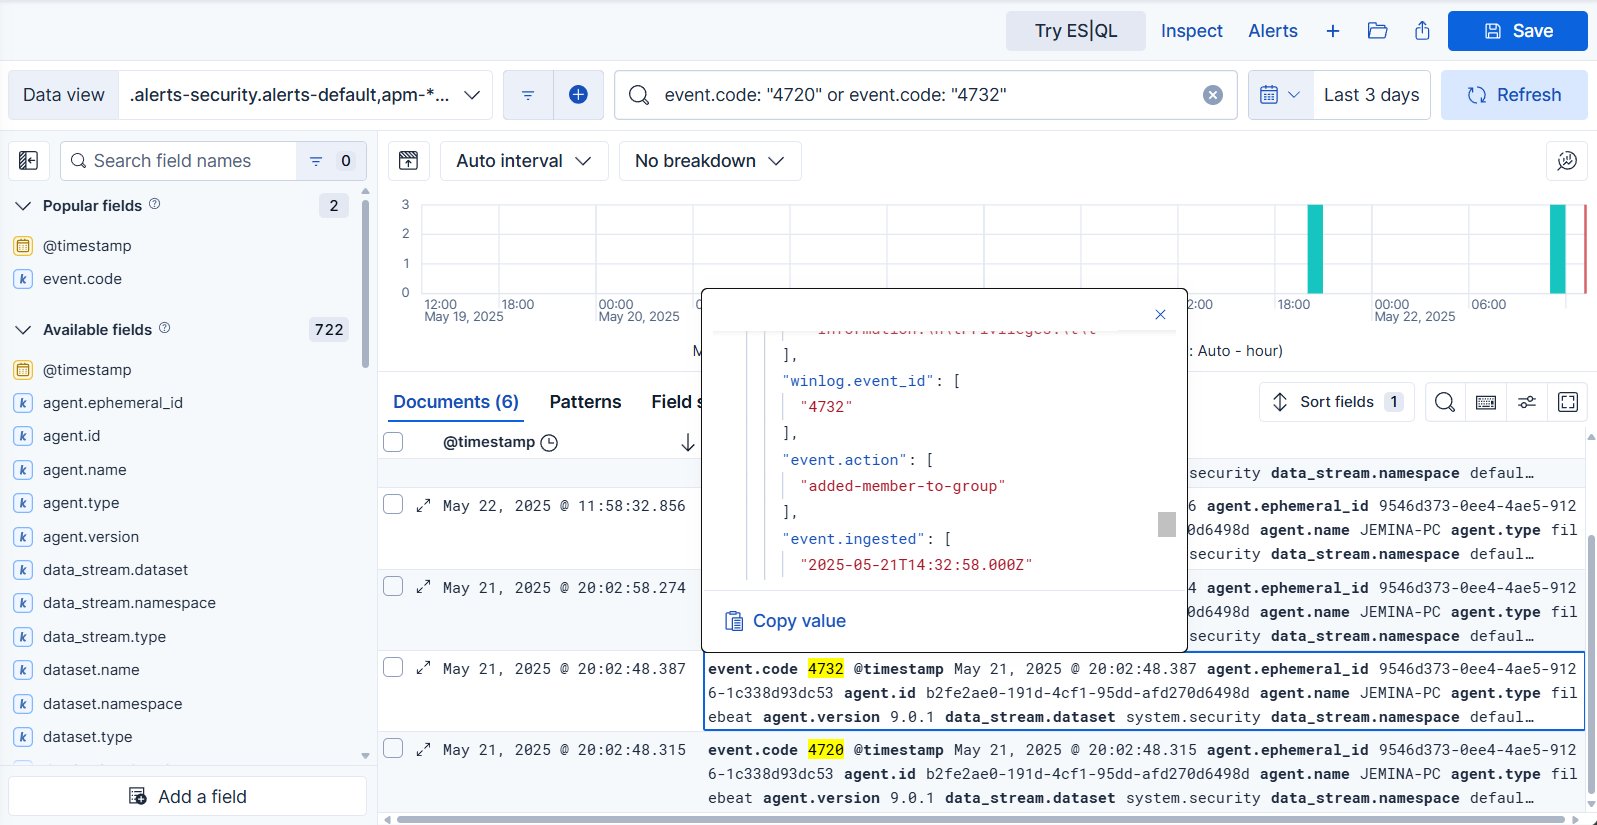 Try ES|QL Inspect Alerts Save
Data view .alerts-security.alerts-default,apm-*... event.code: "4720" or event.code: "4732" Last 3 days Refresh
Search field names 0
Auto interval No breakdown
Popular fields 2
@timestamp
event.code
Available fields 722
@timestamp
agent.ephemeral_id
agent.id
agent.name
agent.type
agent.version
data_stream.dataset
data_stream.namespace
data_stream.type
dataset.name
dataset.namespace
dataset.type
Add a field
3
2
1
0
12:00 18:00 00:00 0 2:00 18:00 00:00 06:00
May 19, 2025 May 20, 2025 May 22, 2025
M : Auto - hour)
Documents (6) Patterns Field s Sort fields 1
@timestamp
security data_stream.namespace defaul…
May 22, 2025 @ 11:58:32.856 6 agent.ephemeral_id 9546d373-0ee4-4ae5-912
0d6498d agent.name JEMINA-PC agent.type fil
security data_stream.namespace defaul…
May 21, 2025 @ 20:02:58.274 4 agent.ephemeral_id 9546d373-0ee4-4ae5-912
0d6498d agent.name JEMINA-PC agent.type fil
security data_stream.namespace defaul…
],
"winlog.event_id": [
"4732"
],
"event.action": [
"added-member-to-group"
],
"event.ingested": [
"2025-05-21T14:32:58.000Z"
Copy value
May 21, 2025 @ 20:02:48.387 event.code 4732 @timestamp May 21, 2025 @ 20:02:48.387 agent.ephemeral_id 9546d373-0ee4-4ae5-912
6-1c338d93dc53 agent.id b2fe2ae0-191d-4cf1-95dd-afd270d6498d agent.name JEMINA-PC agent.type fil
ebeat agent.version 9.0.1 data_stream.dataset system.security data_stream.namespace defaul…
May 21, 2025 @ 20:02:48.315 event.code 4720 @timestamp May 21, 2025 @ 20:02:48.315 agent.ephemeral_id 9546d373-0ee4-4ae5-912
6-1c338d93dc53 agent.id b2fe2ae0-191d-4cf1-95dd-afd270d6498d agent.name JEMINA-PC agent.type fil
ebeat agent.version 9.0.1 data_stream.dataset system.security data_stream.namespace defaul…